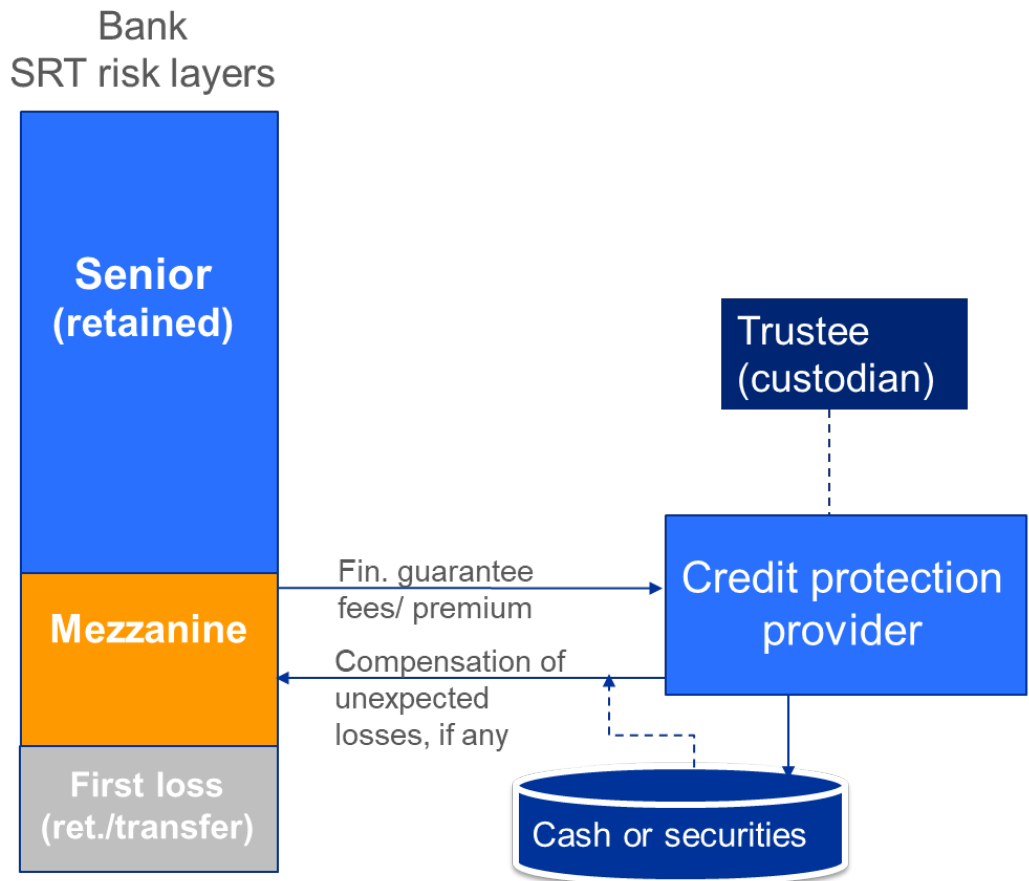 Bank
SRT risk layers
Senior
(retained)
Trustee
(custodian)
Fin. guarantee
fees/ premium
Credit protection
provider
Mezzanine
Compensation of
unexpected
losses, if any
First loss
(ret./transfer)
Cash or securities